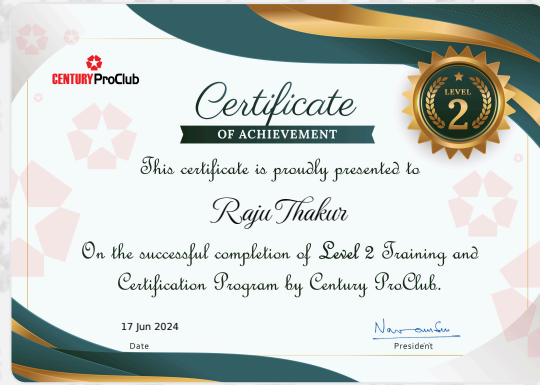 CENTURY ProClub
Certificate
OF ACHIEVEMENT
LEVEL
2
This certificate is proudly presented to
Raju Thakur
On the successful completion of Level 2 Training and
Certification Program by Century ProClub.
17 Jun 2024
Date
President